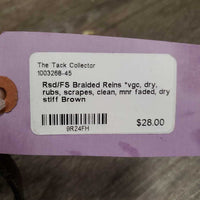 The Tack Collector
1003268-45
Rsd/FS Braided Reins *vgc, dry,
rubs, scrapes, clean, mnr faded, dry
stiff Brown
9R24FH
$28.00